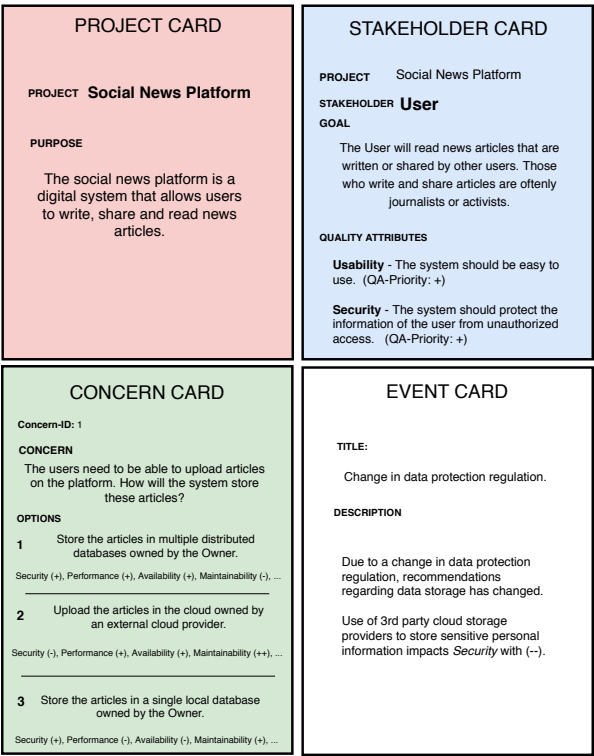 PROJECT CARD
PROJECT Social News Platform
PURPOSE
The social news platform is a
digital system that allows users
to write, share and read news
articles.
STAKEHOLDER CARD
PROJECT Social News Platform
STAKEHOLDER User
GOAL
The User will read news articles that are
written or shared by other users. Those
who write and share articles are oftenly
journalists or activists.
QUALITY ATTRIBUTES
Usability - The system should be easy to
use. (QA-Priority: +)
Security - The system should protect the
information of the user from unauthorized
access. (QA-Priority: +)
CONCERN CARD
Concern-ID: 1
CONCERN
The users need to be able to upload articles
on the platform. How will the system store
these articles?
OPTIONS
1 Store the articles in multiple distributed
databases owned by the Owner.
Security (+), Performance (+), Availability (+), Maintainability (-), ...
2 Upload the articles in the cloud owned by
an external cloud provider.
Security (-), Performance (+), Availability (+), Maintainability (++), ...
3 Store the articles in a single local database
owned by the Owner.
Security (+), Performance (-), Availability (-), Maintainability (+), ...
EVENT CARD
TITLE:
Change in data protection regulation.
DESCRIPTION
Due to a change in data protection
regulation, recommendations
regarding data storage has changed.
Use of 3rd party cloud storage
providers to store sensitive personal
information impacts Security with (--).